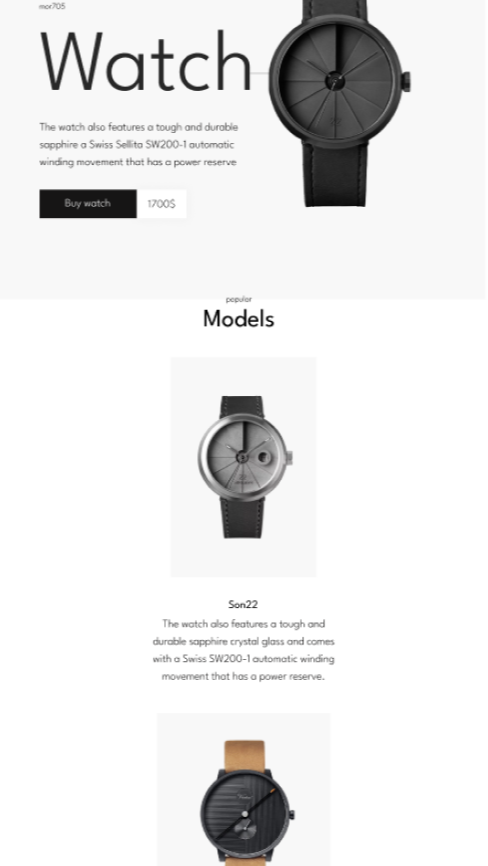 mor705
Watch
The watch also features a tough and durable
sapphire a Swiss Sellita SW200-1 automatic
winding movement that has a power reserve
Buy watch 1700$
popular
Models
Son22
The watch also features a tough and
durable sapphire crystal glass and comes
with a Swiss SW200-1 automatic winding
movement that has a power reserve.